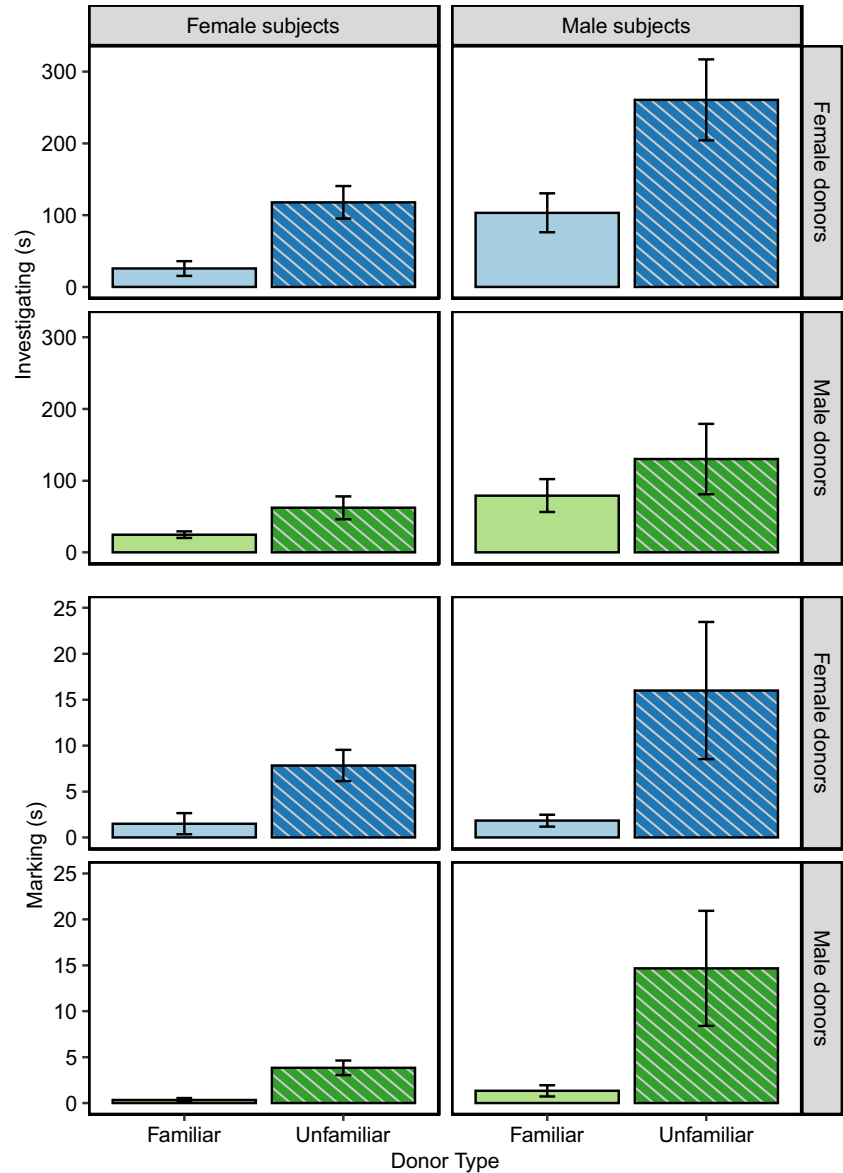 Female subjects
Male subjects
Investigating (s)
300
200
100
0
Female donors
300
200
100
0
Male donors
Marking (s)
25
20
15
10
5
0
Female donors
25
20
15
10
5
0
Male donors
Familiar
Unfamiliar
Familiar
Unfamiliar
Donor Type